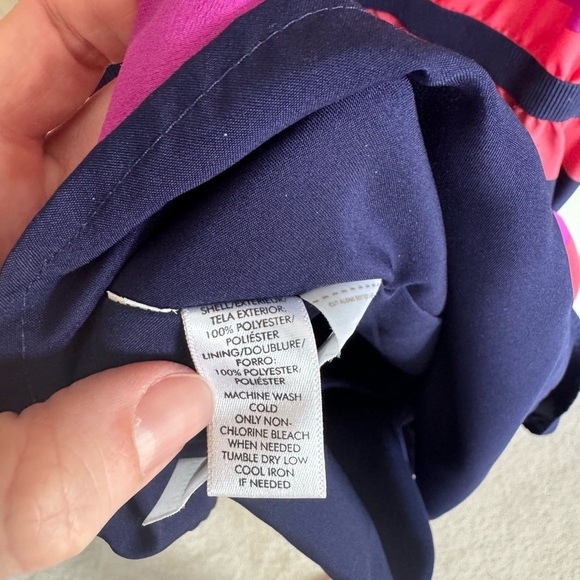 SHELL/EXTERIEUR/
TELA EXTERIOR:
100% POLYESTER/
POLIÉSTER
LINING/DOUBLURE/
FORRO:
100% POLYESTER/
POLIÉSTER
MACHINE WASH
COLD
ONLY NON-
CHLORINE BLEACH
WHEN NEEDED
TUMBLE DRY LOW
COOL IRON
IF NEEDED